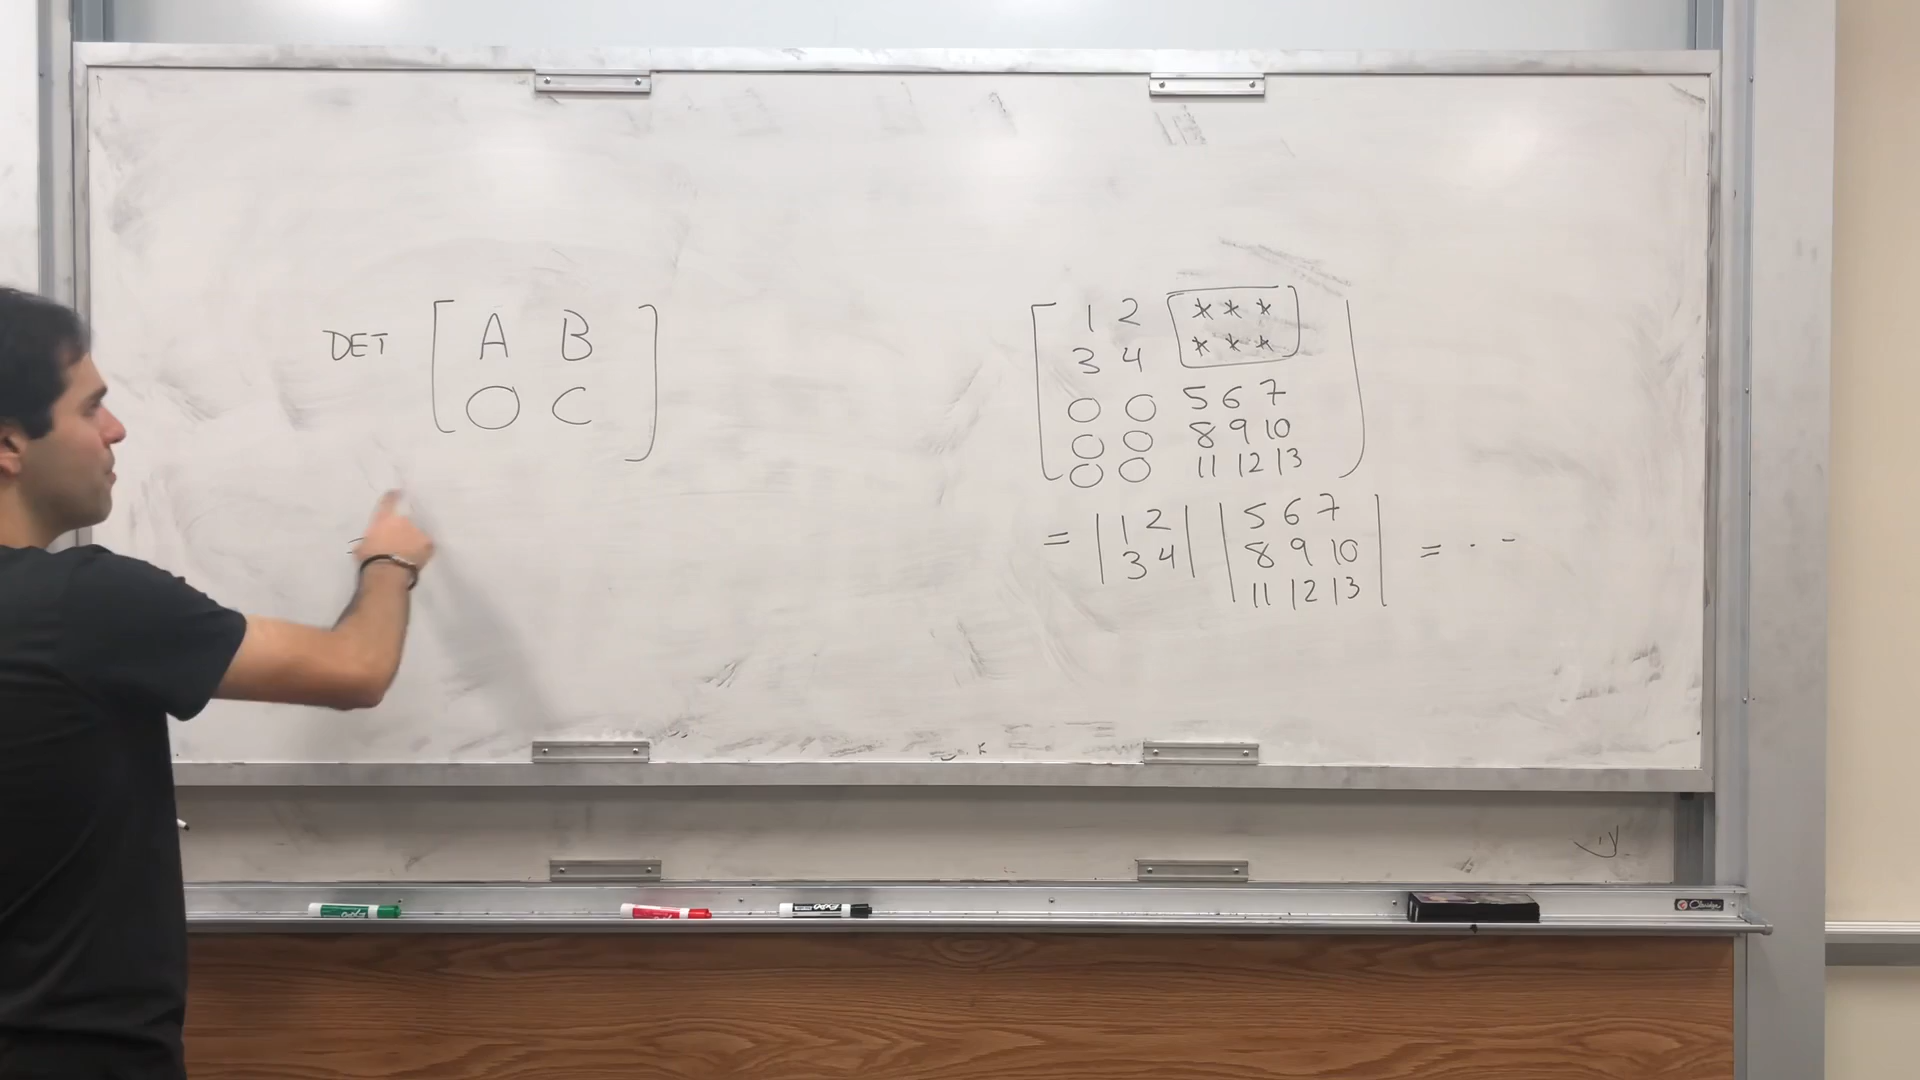 DET [ A B ]
[ O C ]
=
[ 1 2 * * * ]
[ 3 4 * * * ]
[ 0 0 5 6 7 ]
[ 0 0 8 9 10 ]
[ 0 0 11 12 13 ]
= | 1 2 | | 5 6 7 | = · · -
| 3 4 | | 8 9 10 |
| 11 12 13 |
EXPO